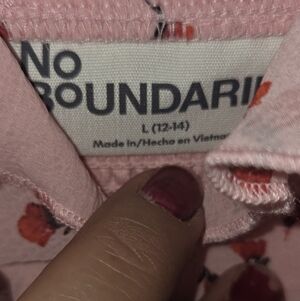 No
BOUNDARI
L (12-14)
Made in/Hecho en Vietnam